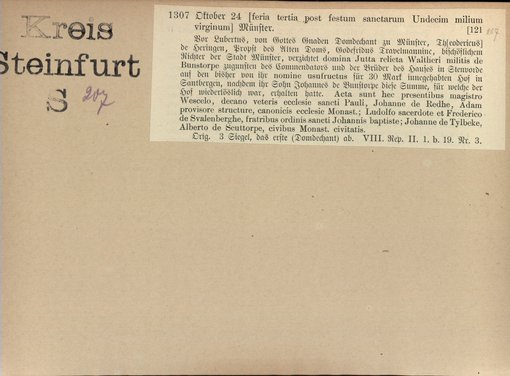 Kreis
Steinfurt
S 207
1307 Oktober 24 [feria tertia post festum sanctarum Undecim milium
virginum] Münster. [12] 207
Vor Lubertus, von Gottes Gnaden Domdechant zu Münster, Th[eodericus]
de Heringen, Propst des Alten Doms, Godefridus Travelmanninc, bischöflichem
Richter der Stadt Münster, verzichtet domina Jutta relicta Waltheri militis de
Bunstorpe zugunsten des Commendators und der Brüder des Hauses in Stenvorde
auf den bisher von ihr nomine usufructus für 30 Mark innegehabten Hof in
Santbergen, nachdem ihr Sohn Johannes de Bunstorpe diese Summe, für welche der
Hof wiederlöslich war, erhalten hatte. Acta sunt hec presentibus magistro
Wescelo, decano veteris ecclesie sancti Pauli, Johanne de Redhe, Adam
provisore structure, canonicis ecclesie Monast.; Ludolfo sacerdote et Frederico
de Svalenberghe, fratribus ordinis sancti Johannis baptiste; Johanne de Tylbeke,
Alberto de Scuttorpe, civibus Monast. civitatis.
Orig. 3 Siegel, das erste (Domdechant) ab. VIII. Rep. II. 1. b. 19. Nr. 3.